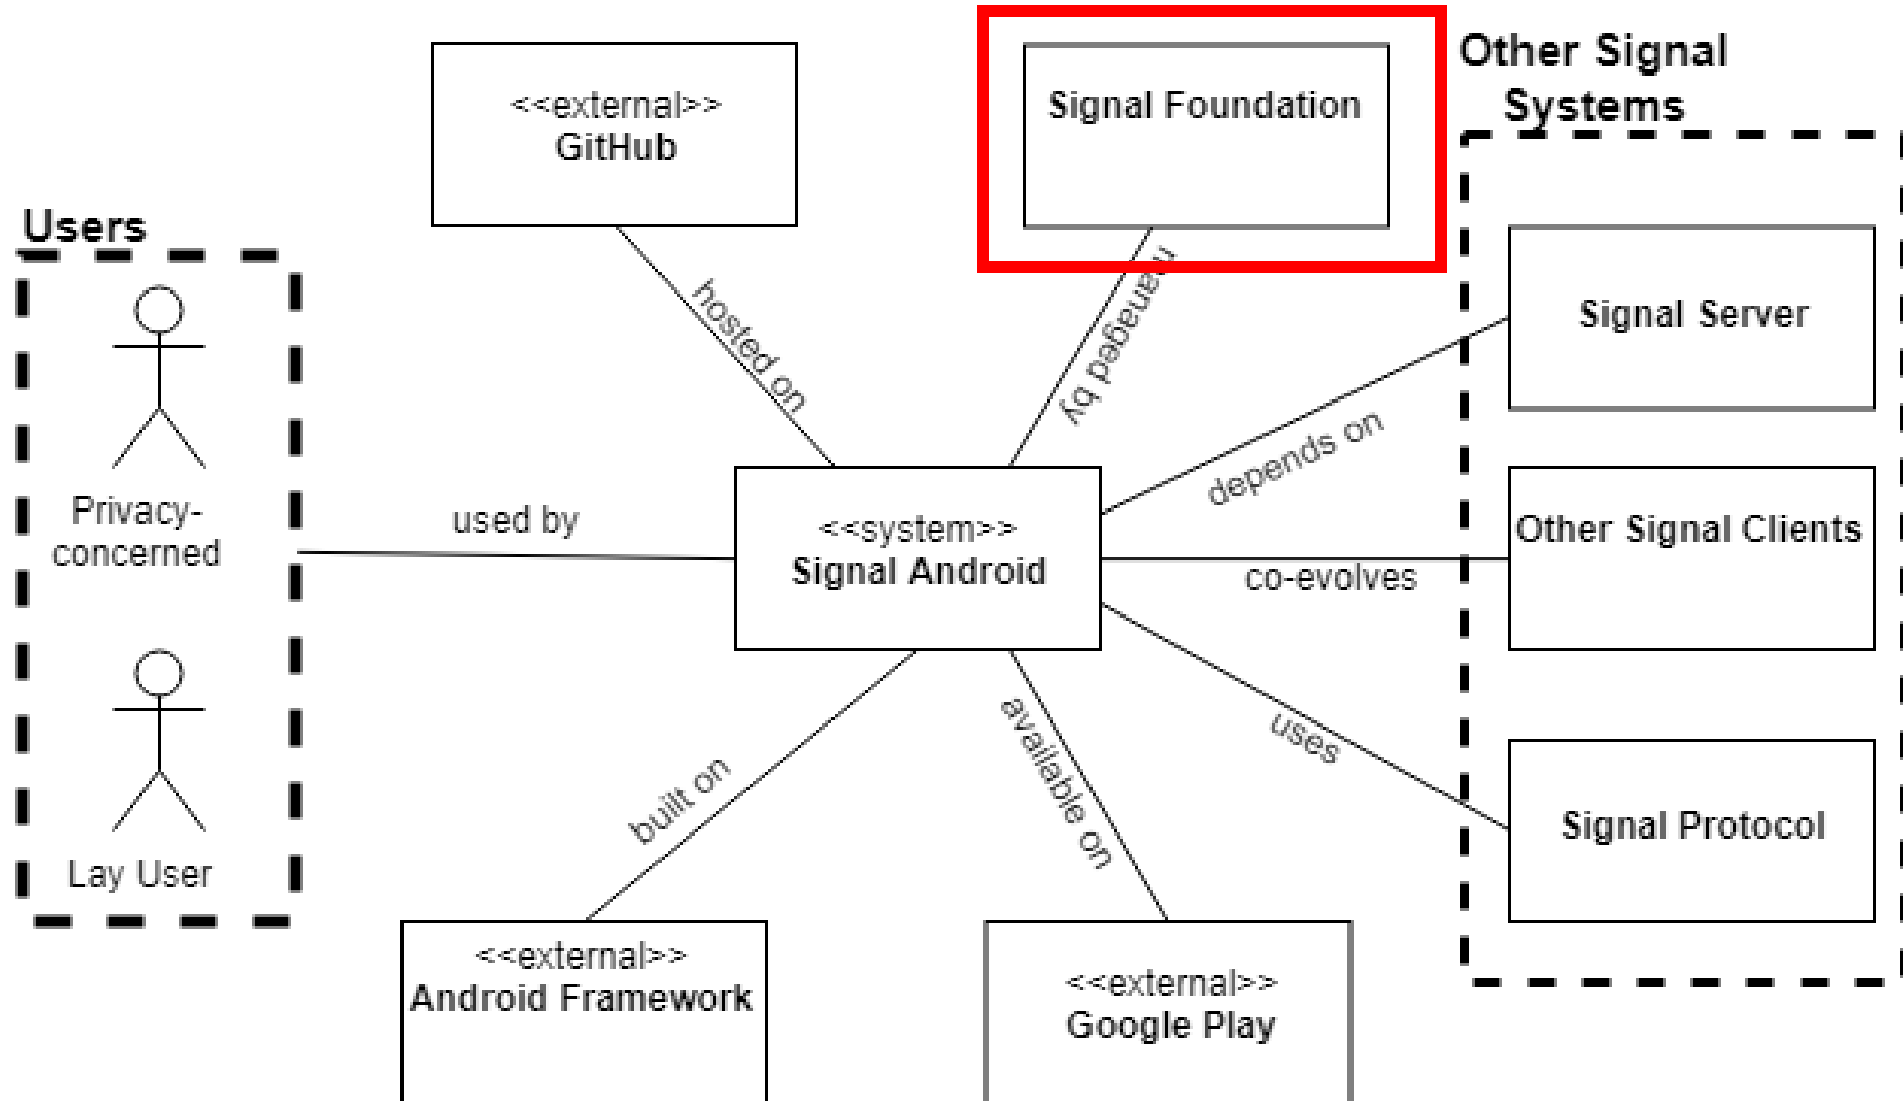 <<external>>
GitHub
Signal Foundation
Other Signal
Systems
Users
Privacy-
concerned
Lay User
hosted on
managed by
used by
<<system>>
Signal Android
depends on
co-evolves
uses
built on
available on
Signal Server
Other Signal Clients
Signal Protocol
<<external>>
Android Framework
<<external>>
Google Play